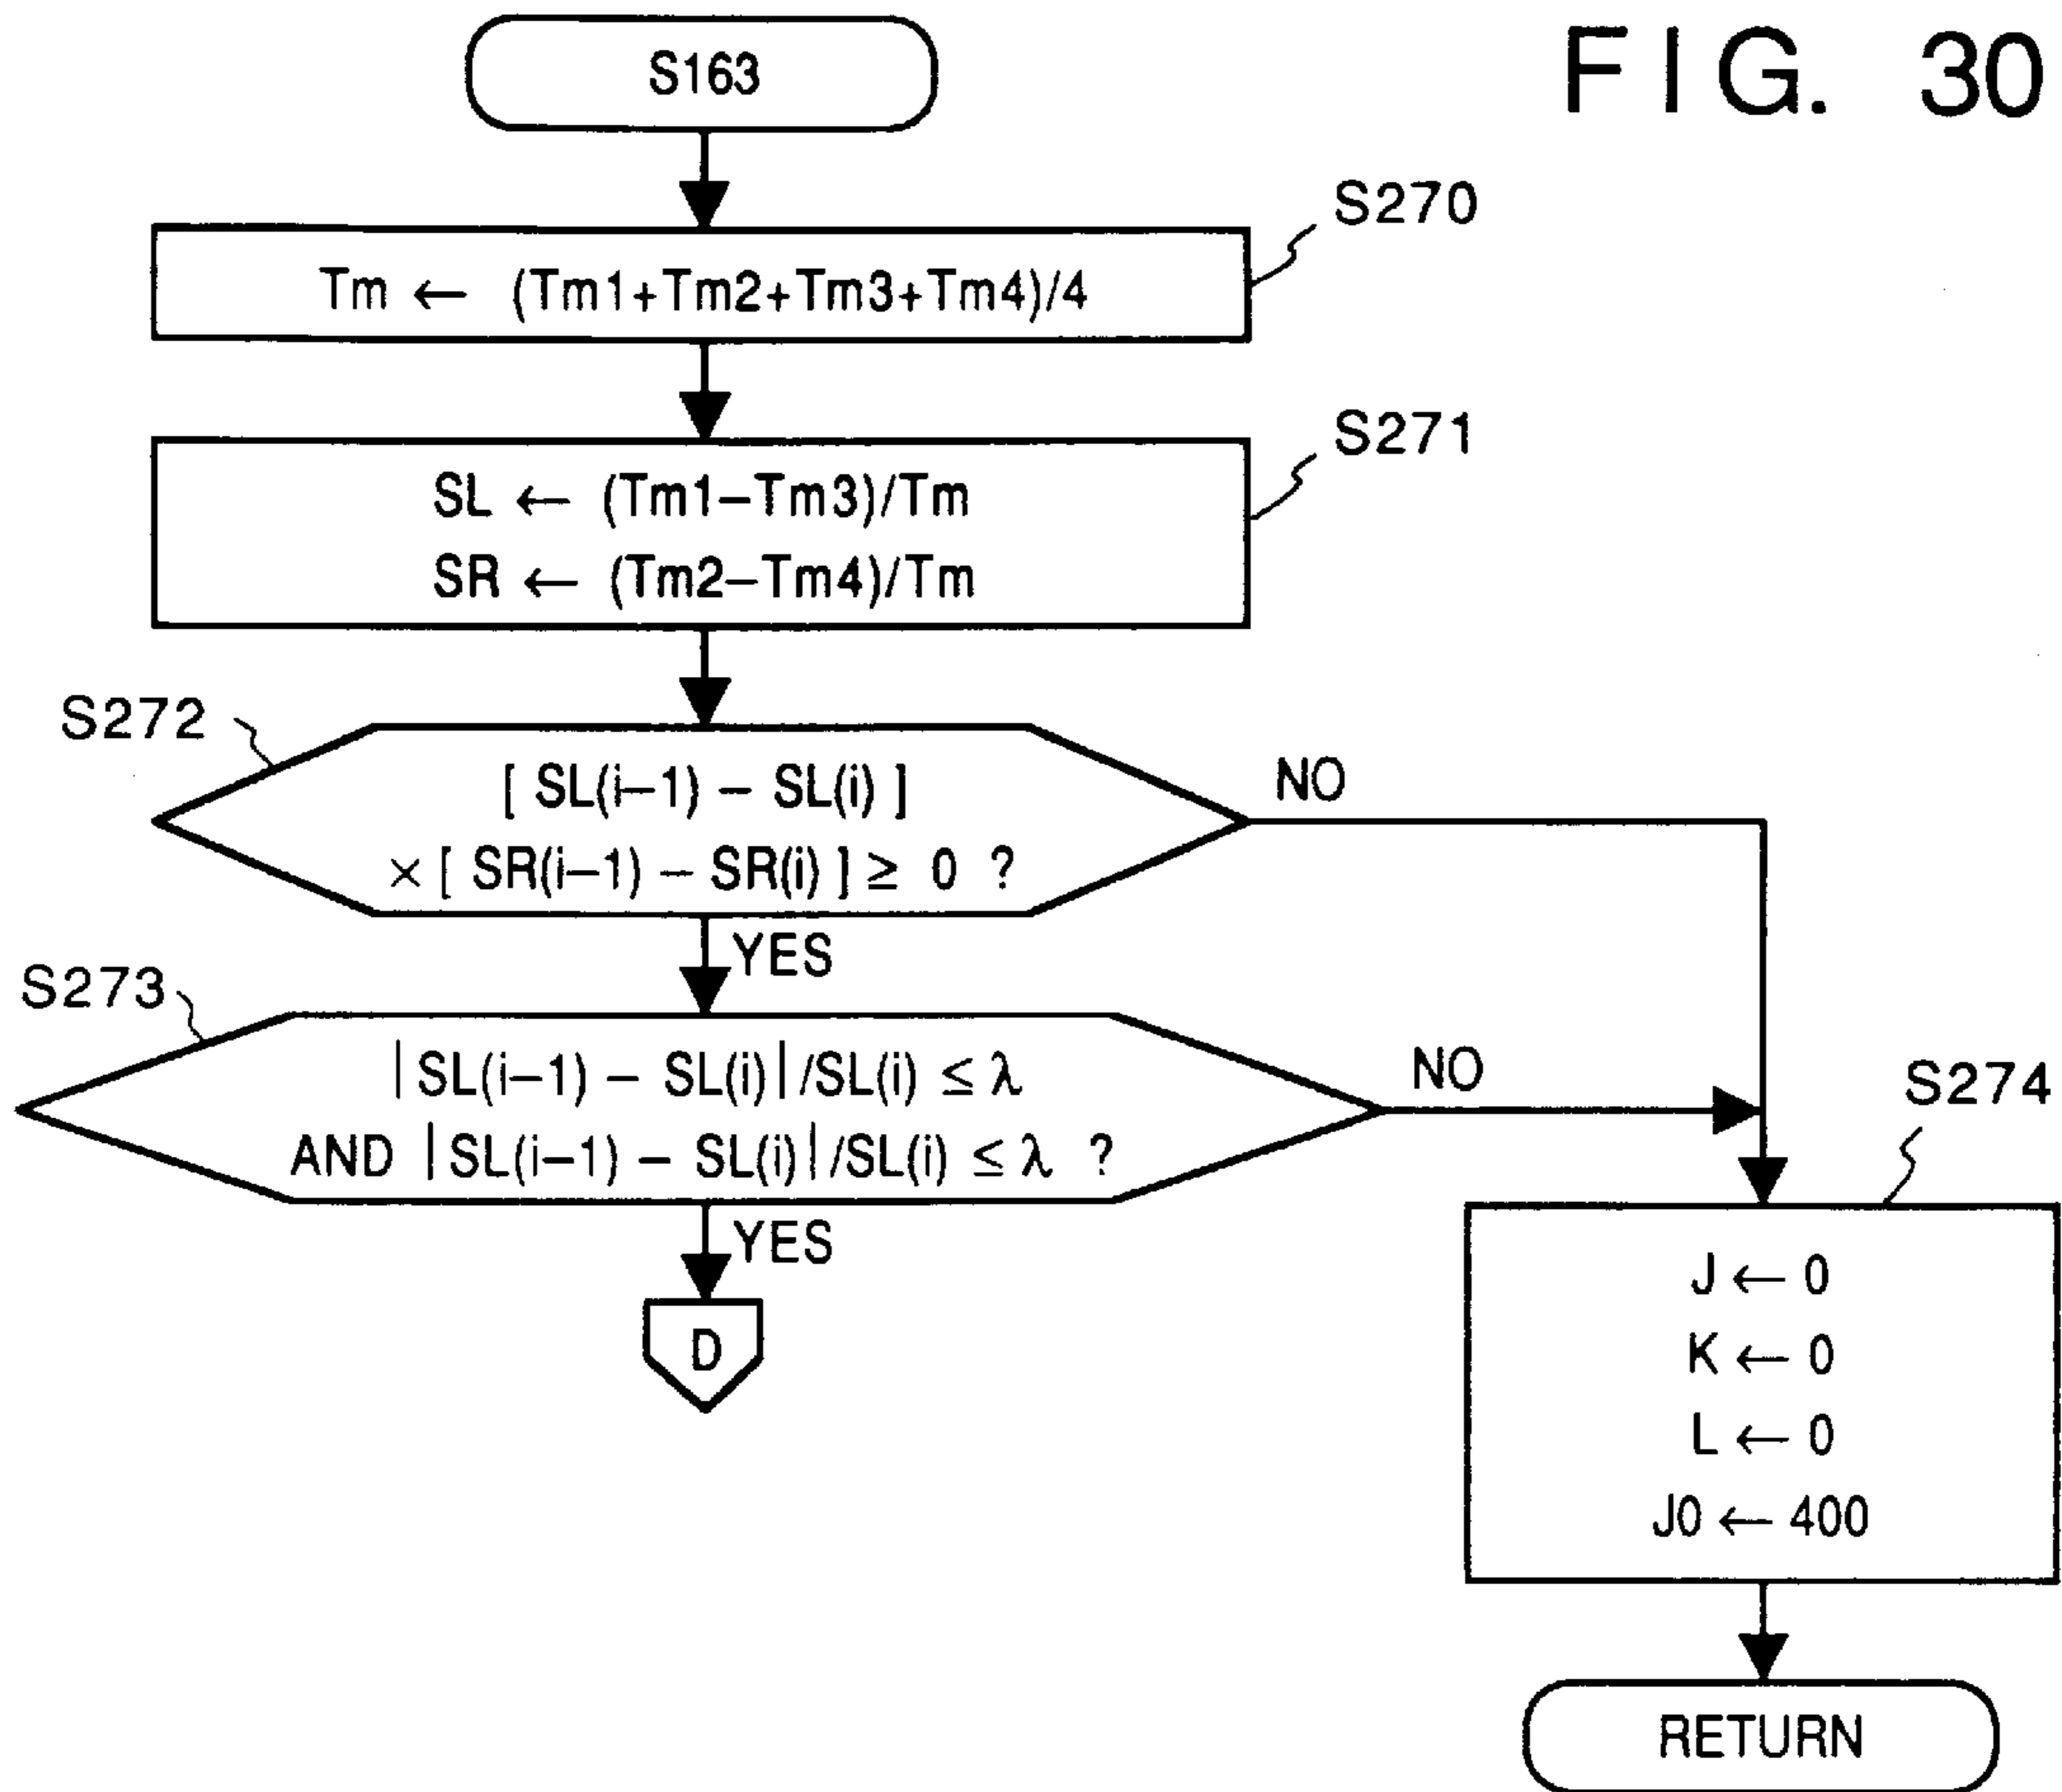 FIG. 30
S163
S270
Tm ← (Tm1+Tm2+Tm3+Tm4)/4
S271
SL ← (Tm1−Tm3)/Tm
SR ← (Tm2−Tm4)/Tm
S272
[ SL(i−1) − SL(i) ]
× [ SR(i−1) − SR(i) ] ≥ 0 ?
NO
YES
S273
|SL(i−1) − SL(i)|/SL(i) ≤ λ
AND |SL(i−1) − SL(i)|/SL(i) ≤ λ ?
NO
YES
D
S274
J ← 0
K ← 0
L ← 0
J0 ← 400
RETURN